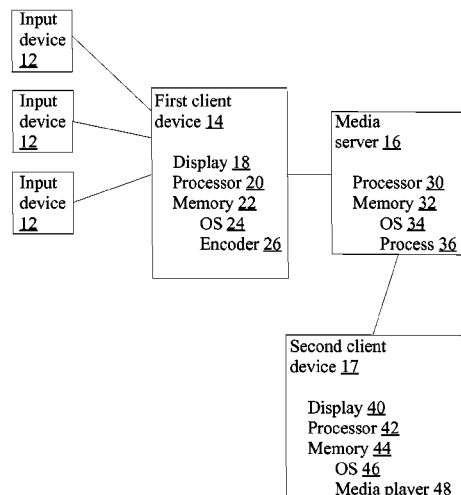 Input
device
12
Input
device
12
Input
device
12
First client
device 14
Display 18
Processor 20
Memory 22
OS 24
Encoder 26
Media
server 16
Processor 30
Memory 32
OS 34
Process 36
Second client
device 17
Display 40
Processor 42
Memory 44
OS 46
Media player 48